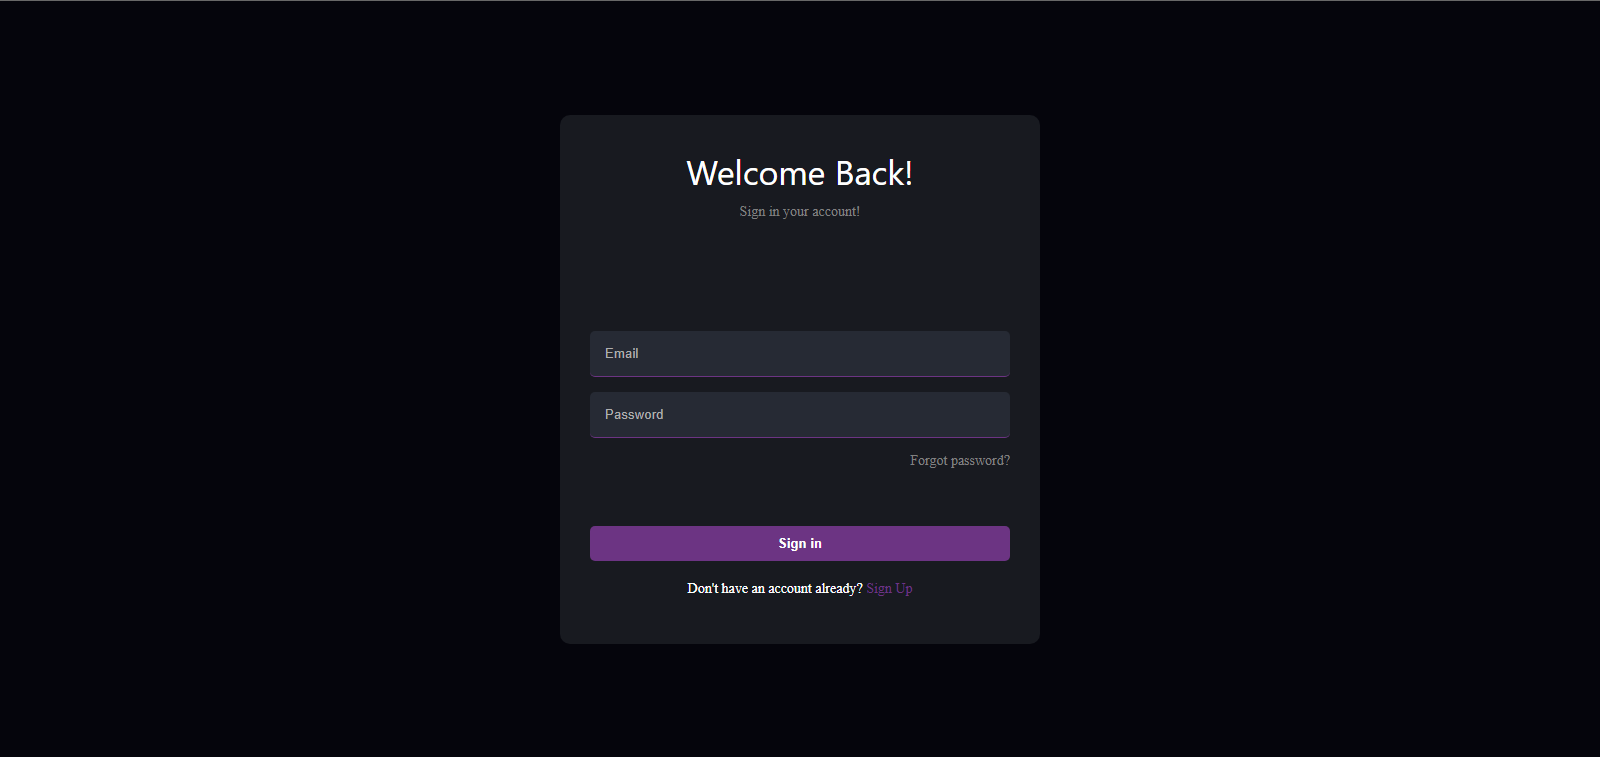 Welcome Back!
Sign in your account!
Email
Password
Forgot password?
Sign in
Don't have an account already? Sign Up